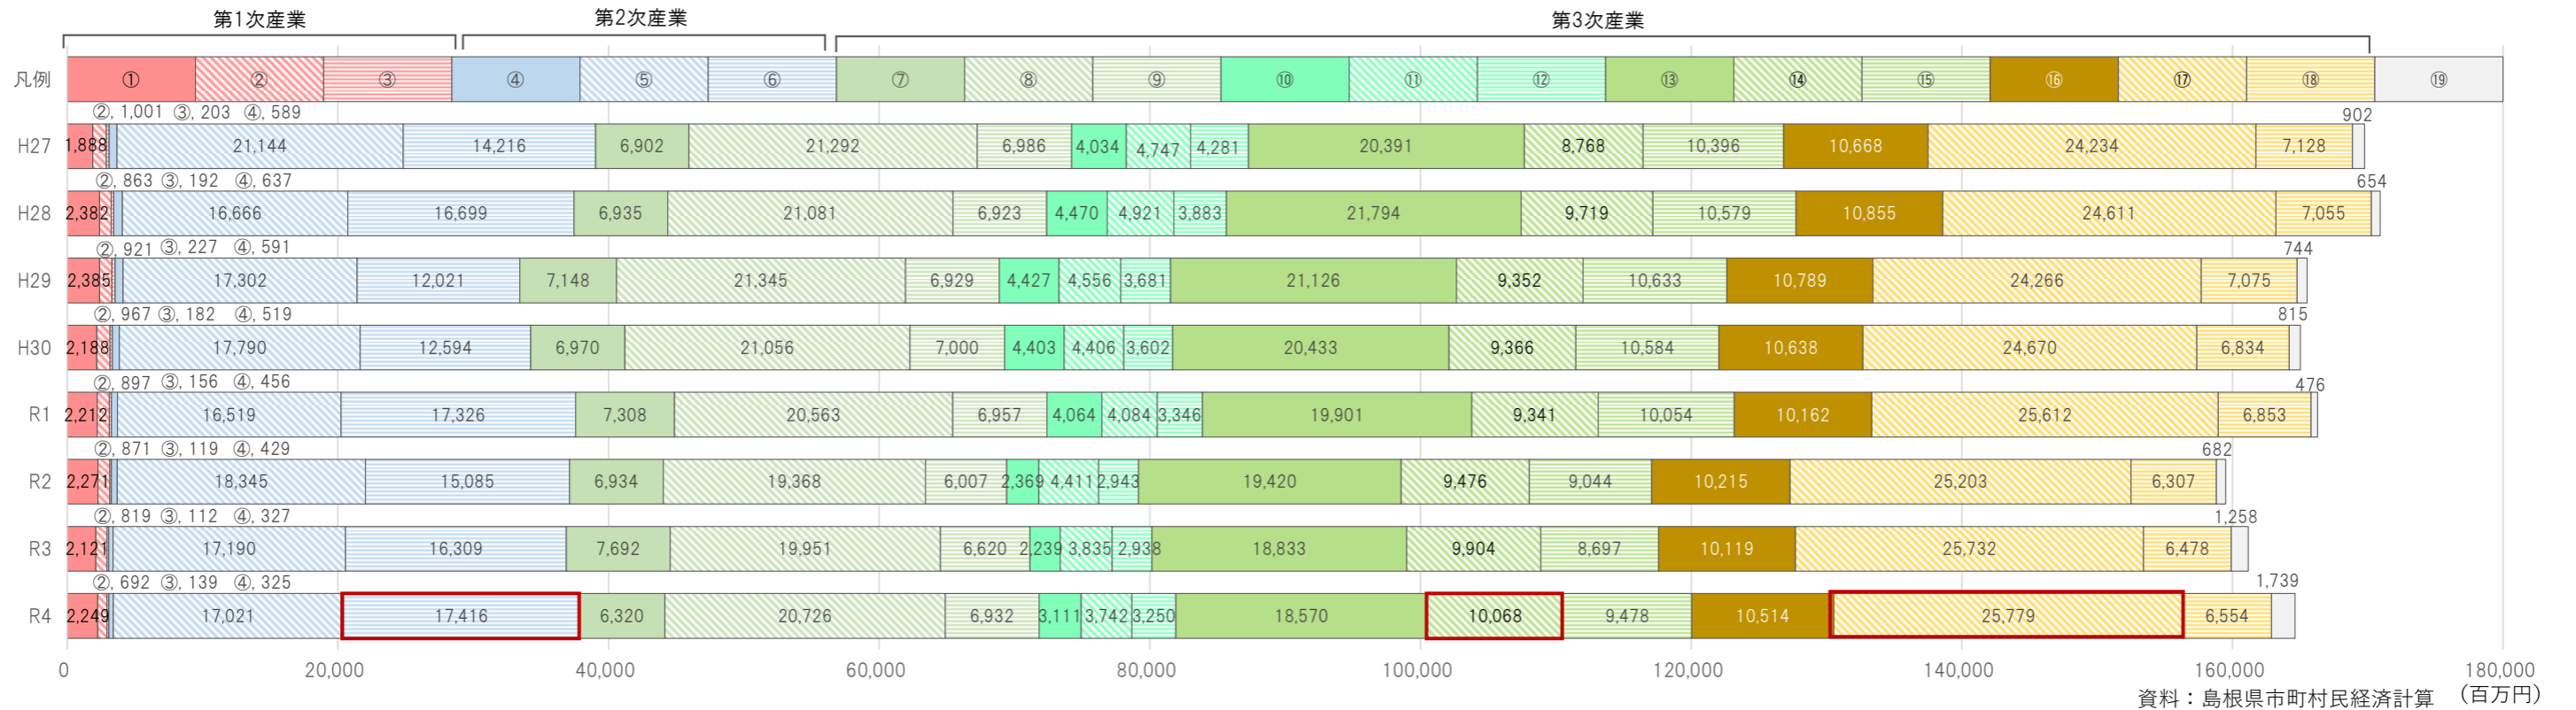 第1次産業 第2次産業 第3次産業
凡例 ① ② ③ ④ ⑤ ⑥ ⑦ ⑧ ⑨ ⑩ ⑪ ⑫ ⑬ ⑭ ⑮ ⑯ ⑰ ⑱ ⑲
②, 1,001 ③, 203 ④, 589 902
H27 1,888 21,144 14,216 6,902 21,292 6,986 4,034 4,747 4,281 20,391 8,768 10,396 10,668 24,234 7,128
②, 863 ③, 192 ④, 637 654
H28 2,382 16,666 16,699 6,935 21,081 6,923 4,470 4,921 3,883 21,794 9,719 10,579 10,855 24,611 7,055
②, 921 ③, 227 ④, 591 744
H29 2,385 17,302 12,021 7,148 21,345 6,929 4,427 4,556 3,681 21,126 9,352 10,633 10,789 24,266 7,075
②, 967 ③, 182 ④, 519 815
H30 2,188 17,790 12,594 6,970 21,056 7,000 4,403 4,406 3,602 20,433 9,366 10,584 10,638 24,670 6,834
②, 897 ③, 156 ④, 456 476
R1 2,212 16,519 17,326 7,308 20,563 6,957 4,064 4,084 3,346 19,901 9,341 10,054 10,162 25,612 6,853
②, 871 ③, 119 ④, 429 682
R2 2,271 18,345 15,085 6,934 19,368 6,007 2,369 4,411 2,943 19,420 9,476 9,044 10,215 25,203 6,307
②, 819 ③, 112 ④, 327 1,258
R3 2,121 17,190 16,309 7,692 19,951 6,620 2,239 3,835 2,938 18,833 9,904 8,697 10,119 25,732 6,478
②, 692 ③, 139 ④, 325 1,739
R4 2,249 17,021 17,416 6,320 20,726 6,932 3,111 3,742 3,250 18,570 10,068 9,478 10,514 25,779 6,554
0 20,000 40,000 60,000 80,000 100,000 120,000 140,000 160,000 180,000
資料：島根県市町村民経済計算 （百万円）